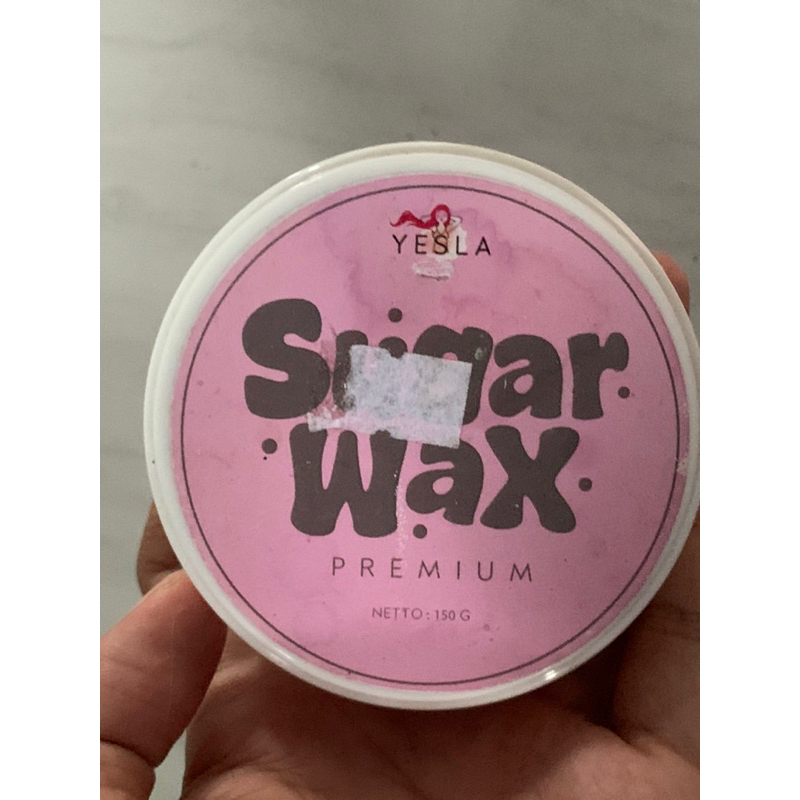 YESLA
Sugar
Wax
PREMIUM
NETTO : 150 G